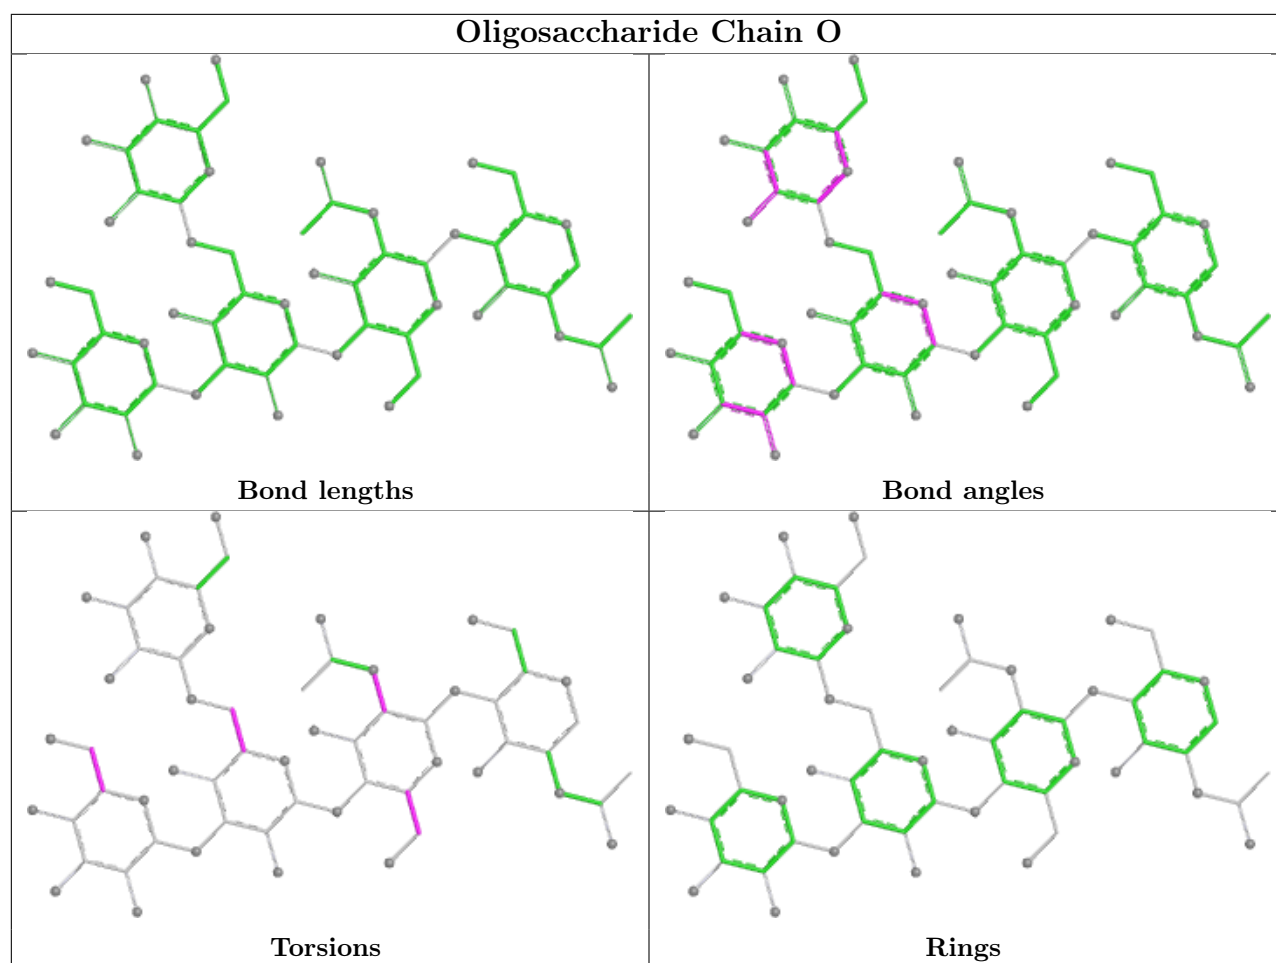 Oligosaccharide Chain O
Bond lengths
Bond angles
Torsions
Rings